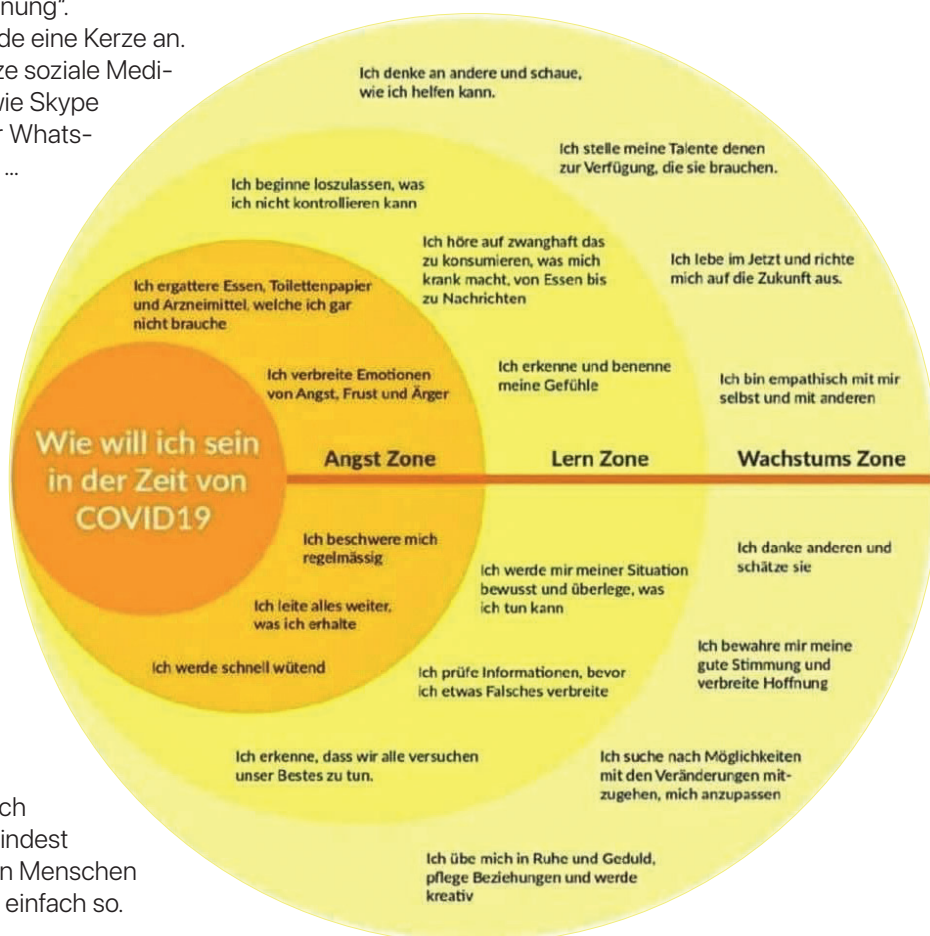 nung“.
de eine Kerze an.
ze soziale Medi-
wie Skype
r Whats-
...
Ich denke an andere und schaue,
wie ich helfen kann.
Ich stelle meine Talente denen
zur Verfügung, die sie brauchen.
Ich beginne loszulassen, was
ich nicht kontrollieren kann
Ich höre auf zwanghaft das
zu konsumieren, was mich
krank macht, von Essen bis
zu Nachrichten
Ich lebe im Jetzt und richte
mich auf die Zukunft aus.
Ich ergattere Essen, Toilettenpapier
und Arzneimittel, welche ich gar
nicht brauche
Ich verbreite Emotionen
von Angst, Frust und Ärger
Ich erkenne und benenne
meine Gefühle
Ich bin empathisch mit mir
selbst und mit anderen
Wie will ich sein
in der Zeit von
COVID19
Angst Zone
Lern Zone
Wachstums Zone
Ich beschwere mich
regelmässig
Ich leite alles weiter,
was ich erhalte
Ich werde schnell wütend
Ich werde mir meiner Situation
bewusst und überlege, was
ich tun kann
Ich danke anderen und
schätze sie
Ich prüfe Informationen, bevor
ich etwas Falsches verbreite
Ich bewahre mir meine
gute Stimmung und
verbreite Hoffnung
Ich erkenne, dass wir alle versuchen
unser Bestes zu tun.
Ich suche nach Möglichkeiten
mit den Veränderungen mit-
zugehen, mich anzupassen
Ich übe mich in Ruhe und Geduld,
pflege Beziehungen und werde
kreativ
ch
indest
n Menschen
einfach so.